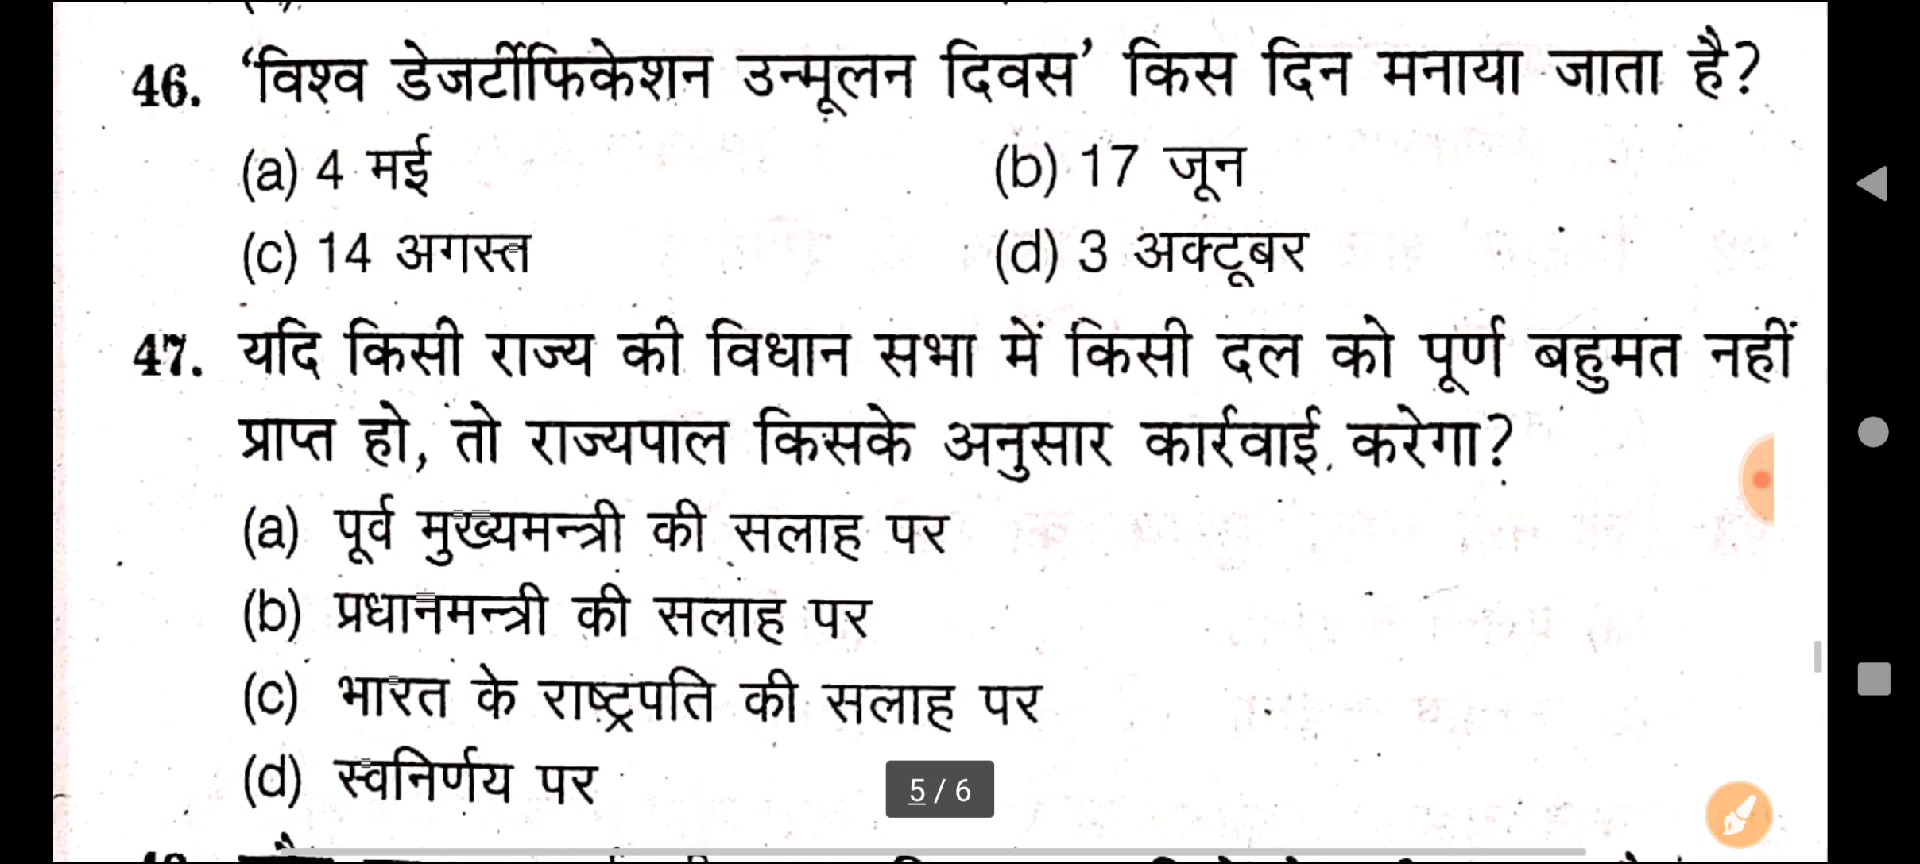 46. ‘विश्व डेजर्टीफिकेशन उन्मूलन दिवस’ किस दिन मनाया जाता है?
(a) 4 मई (b) 17 जून
(c) 14 अगस्त (d) 3 अक्टूबर
47. यदि किसी राज्य की विधान सभा में किसी दल को पूर्ण बहुमत नहीं
प्राप्त हो, तो राज्यपाल किसके अनुसार कार्रवाई करेगा?
(a) पूर्व मुख्यमन्त्री की सलाह पर
(b) प्रधानमन्त्री की सलाह पर
(c) भारत के राष्ट्रपति की सलाह पर
(d) स्वनिर्णय पर
5 / 6